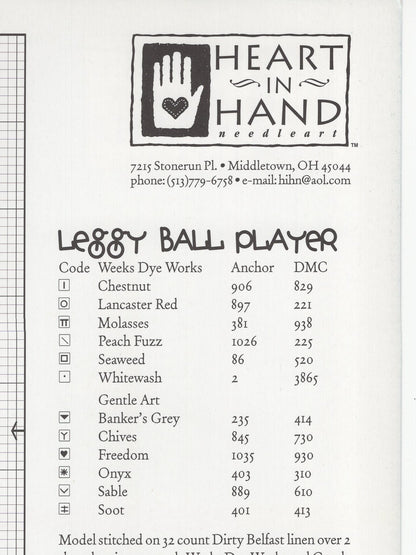 HEART
IN
HAND
needleart
TM
7215 Stonerun Pl. • Middletown, OH 45044
phone: (513)779-6758 • e-mail: hihn@aol.com
Leggy Ball Player
Code Weeks Dye Works Anchor DMC
Chestnut 906 829
Lancaster Red 897 221
Molasses 381 938
Peach Fuzz 1026 225
Seaweed 86 520
Whitewash 2 3865
Gentle Art
Banker's Grey 235 414
Chives 845 730
Freedom 1035 930
Onyx 403 310
Sable 889 610
Soot 401 413
Model stitched on 32 count Dirty Belfast linen over 2